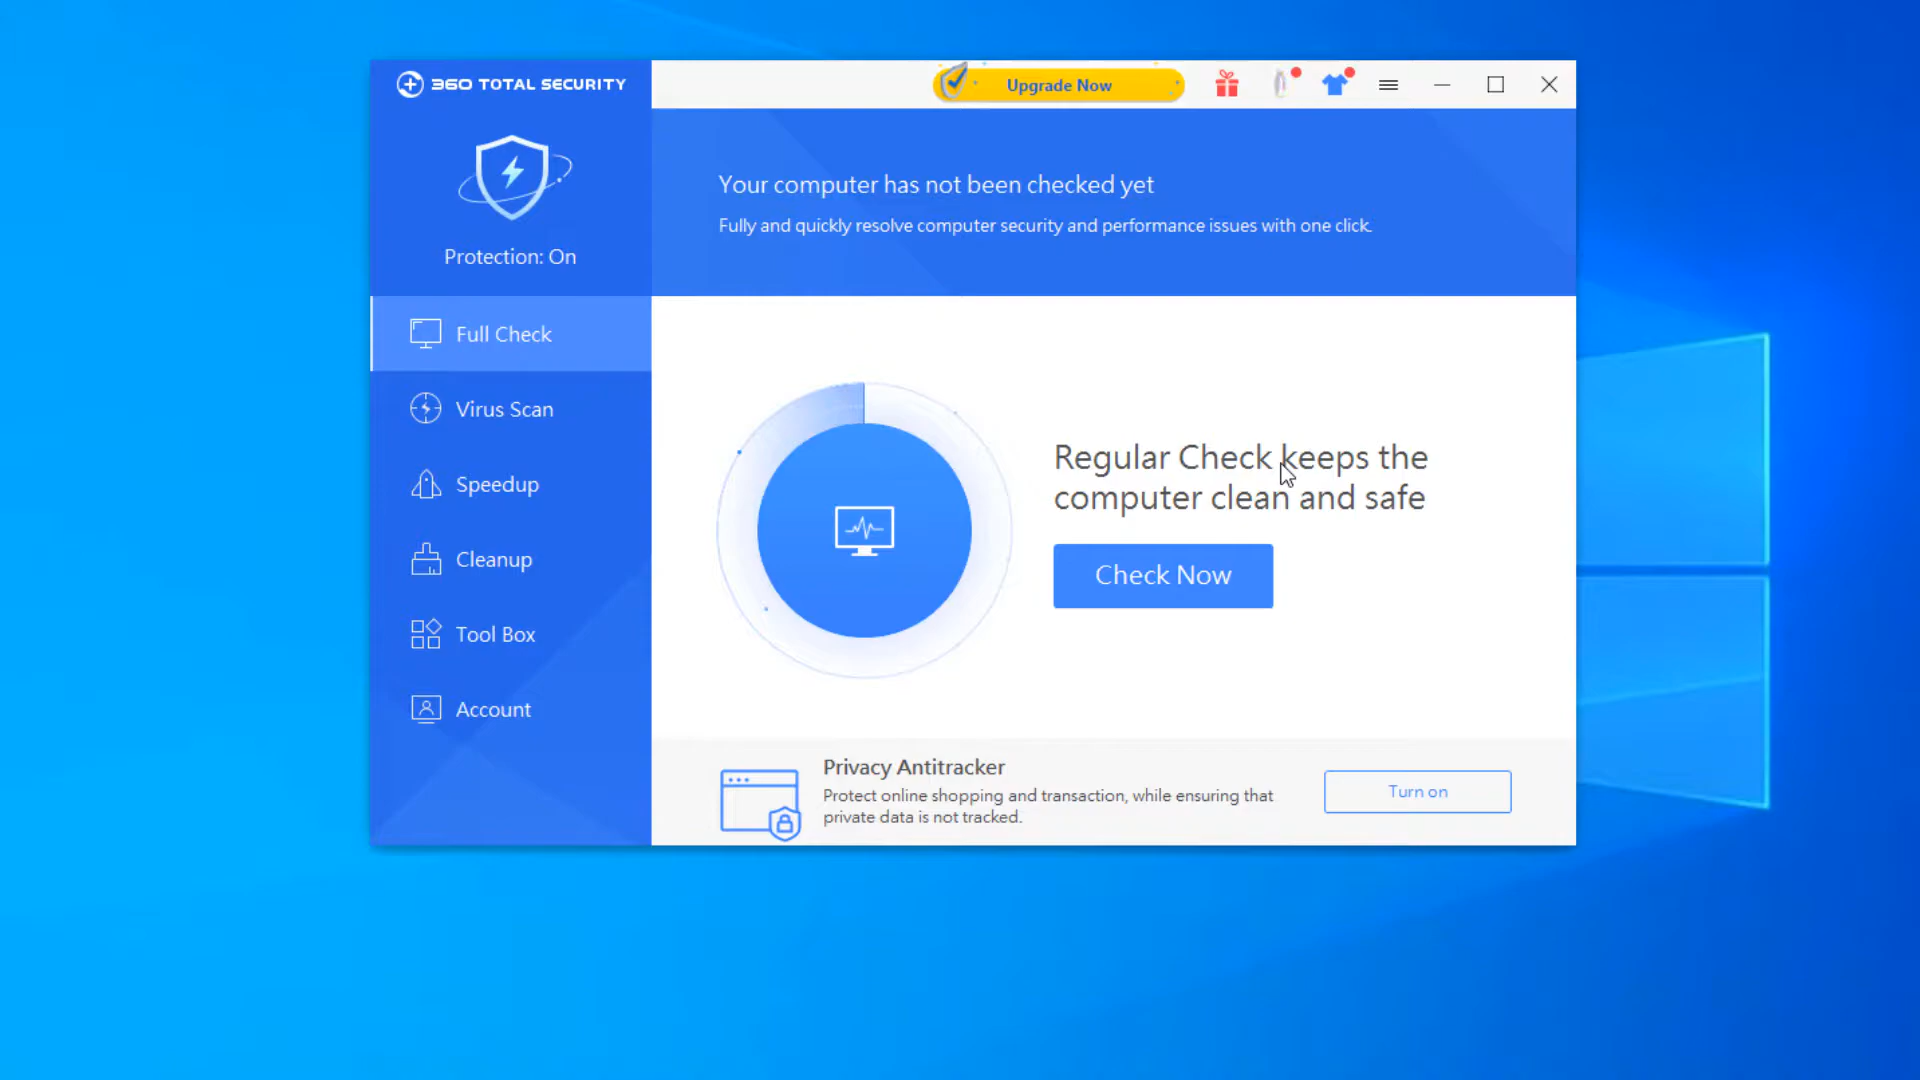 360 TOTAL SECURITY
Upgrade Now
Protection: On
Full Check
Virus Scan
Speedup
Cleanup
Tool Box
Account
Your computer has not been checked yet
Fully and quickly resolve computer security and performance issues with one click.
Regular Check keeps the
computer clean and safe
Check Now
Privacy Antitracker
Protect online shopping and transaction, while ensuring that
private data is not tracked.
Turn on